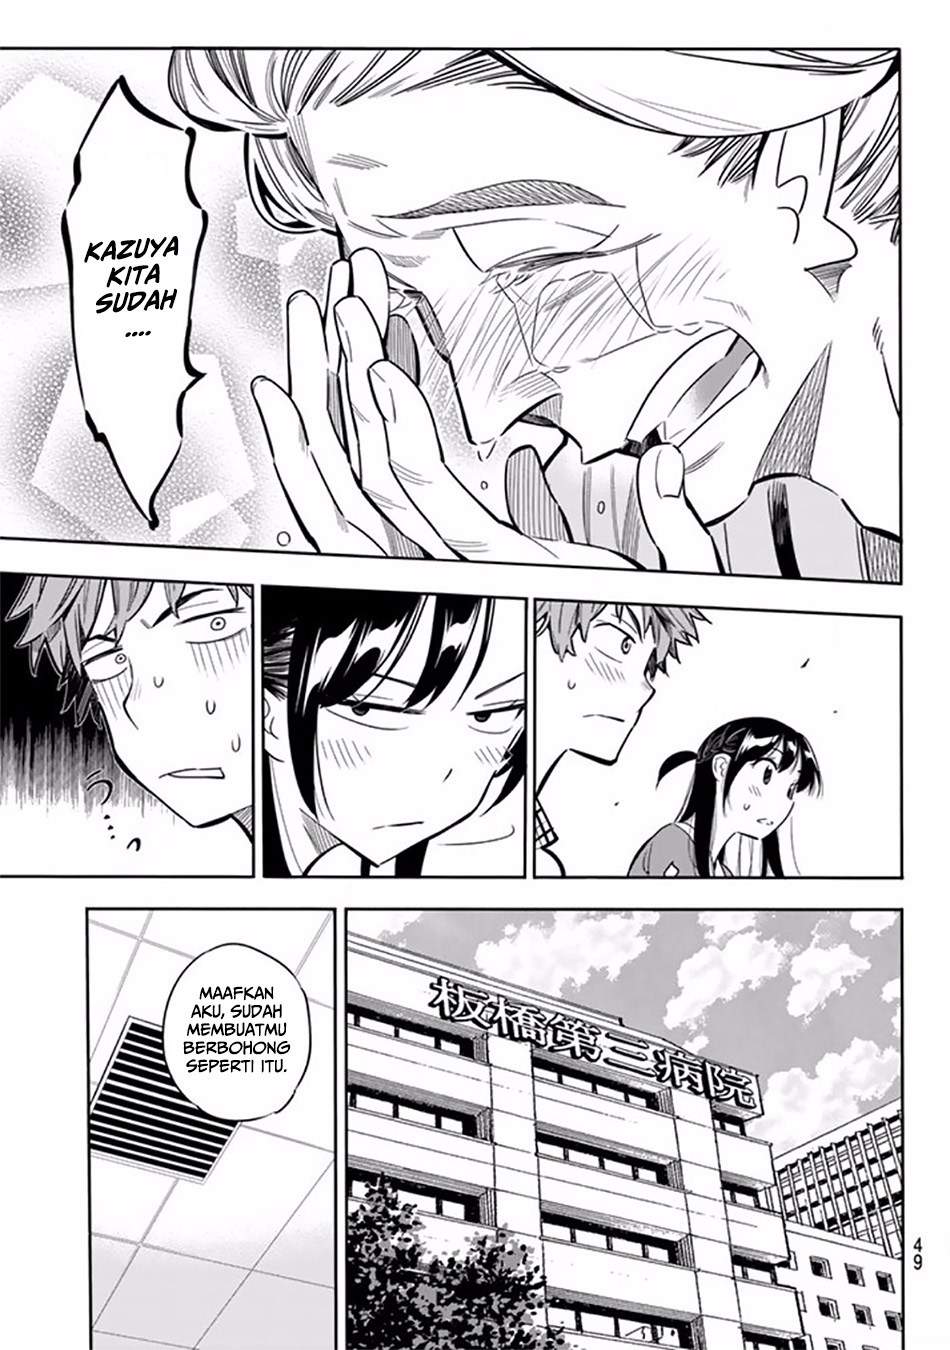 KAZUYA
KITA
SUDAH
....
板橋第三病院
MAAFKAN
AKU, SUDAH
MEMBUATMU
BERBOHONG
SEPERTI ITU.
49